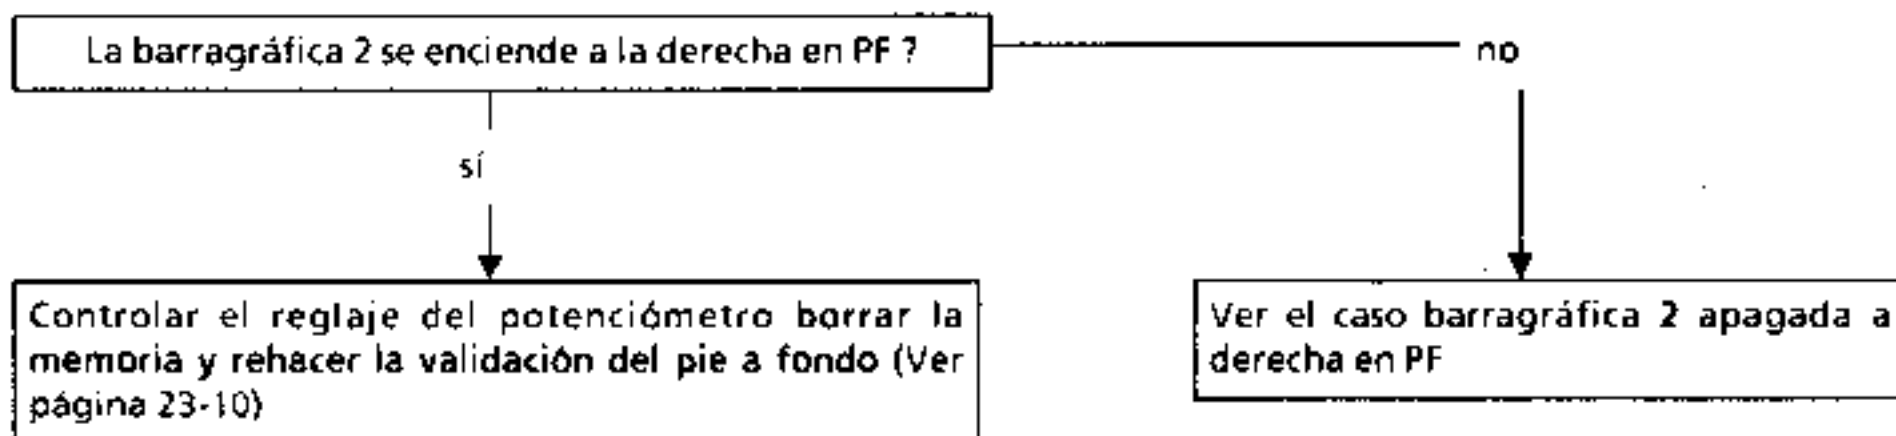 La barragráfica 2 se enciende a la derecha en PF ?
no
sí
Controlar el reglaje del potenciómetro borrar la
memoria y rehacer la validación del pie a fondo (Ver
página 23-10)
Ver el caso barragráfica 2 apagada a
derecha en PF